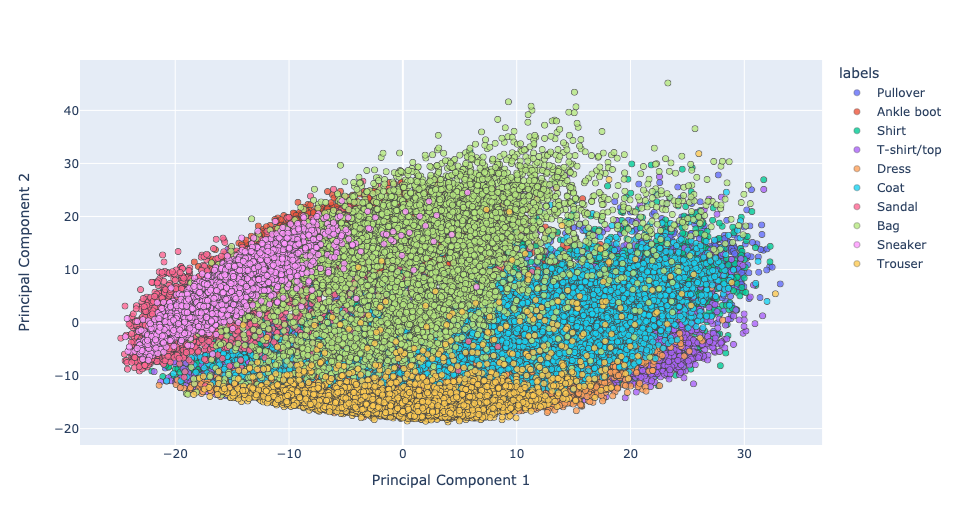 labels
Pullover
Ankle boot
Shirt
T-shirt/top
Dress
Coat
Sandal
Bag
Sneaker
Trouser
Principal Component 2
40
30
20
10
0
−10
−20
−20 −10 0 10 20 30
Principal Component 1